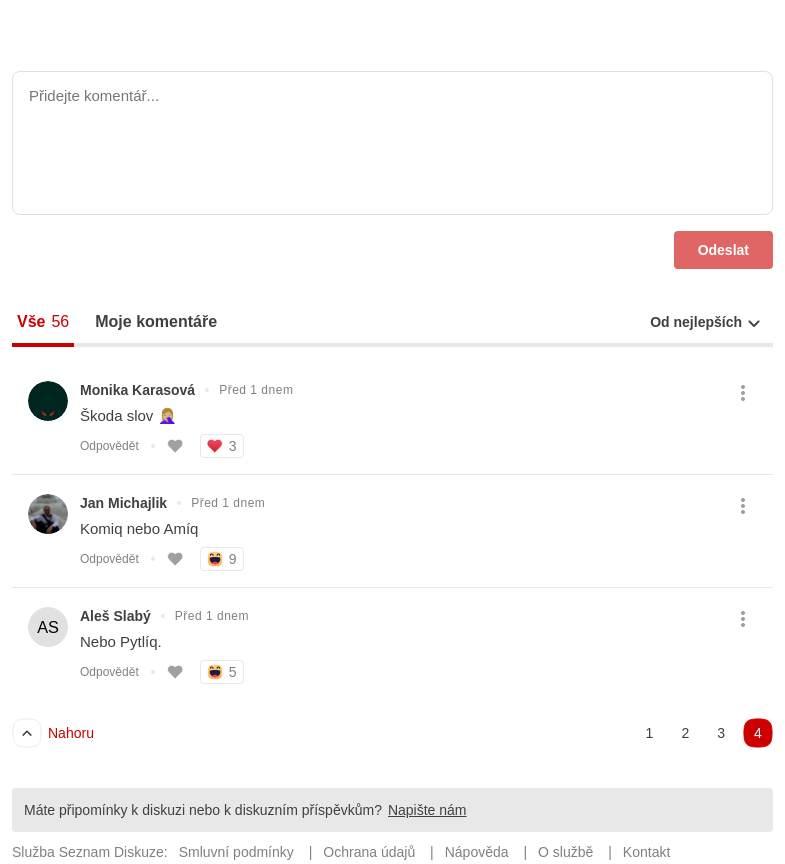 Přidejte komentář...
Odeslat
Vše 56 Moje komentáře Od nejlepších
Monika Karasová Před 1 dnem
Škoda slov 🤦🏼‍♀️
Odpovědět 3
Jan Michajlik Před 1 dnem
Komiq nebo Amíq
Odpovědět 9
AS Aleš Slabý Před 1 dnem
Nebo Pytlíq.
Odpovědět 5
Nahoru 1 2 3 4
Máte připomínky k diskuzi nebo k diskuzním příspěvkům? Napište nám
Služba Seznam Diskuze: Smluvní podmínky | Ochrana údajů | Nápověda | O službě | Kontakt